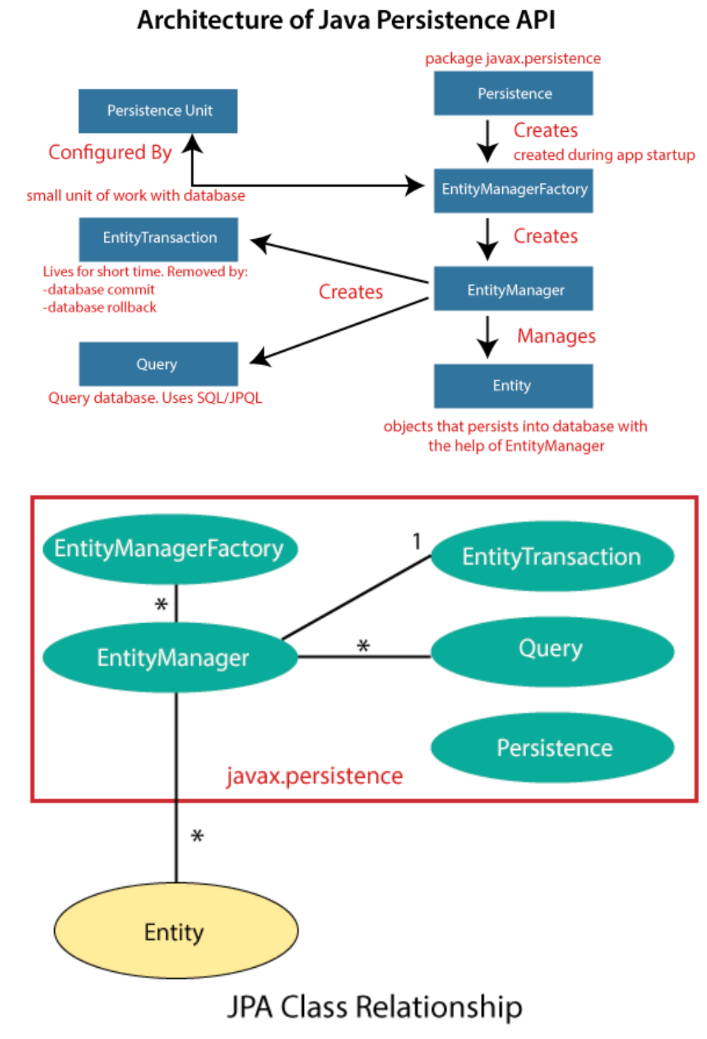 Architecture of Java Persistence API
package javax.persistence
Persistence
Persistence Unit
Creates
Configured By
created during app startup
EntityManagerFactory
small unit of work with database
EntityTransaction
Creates
Lives for short time. Removed by:
-database commit
-database rollback
Creates
EntityManager
Manages
Query
Entity
Query database. Uses SQL/JPQL
objects that persists into database with
the help of EntityManager
EntityManagerFactory
1
EntityTransaction
*
EntityManager
*
Query
Persistence
javax.persistence
*
Entity
JPA Class Relationship